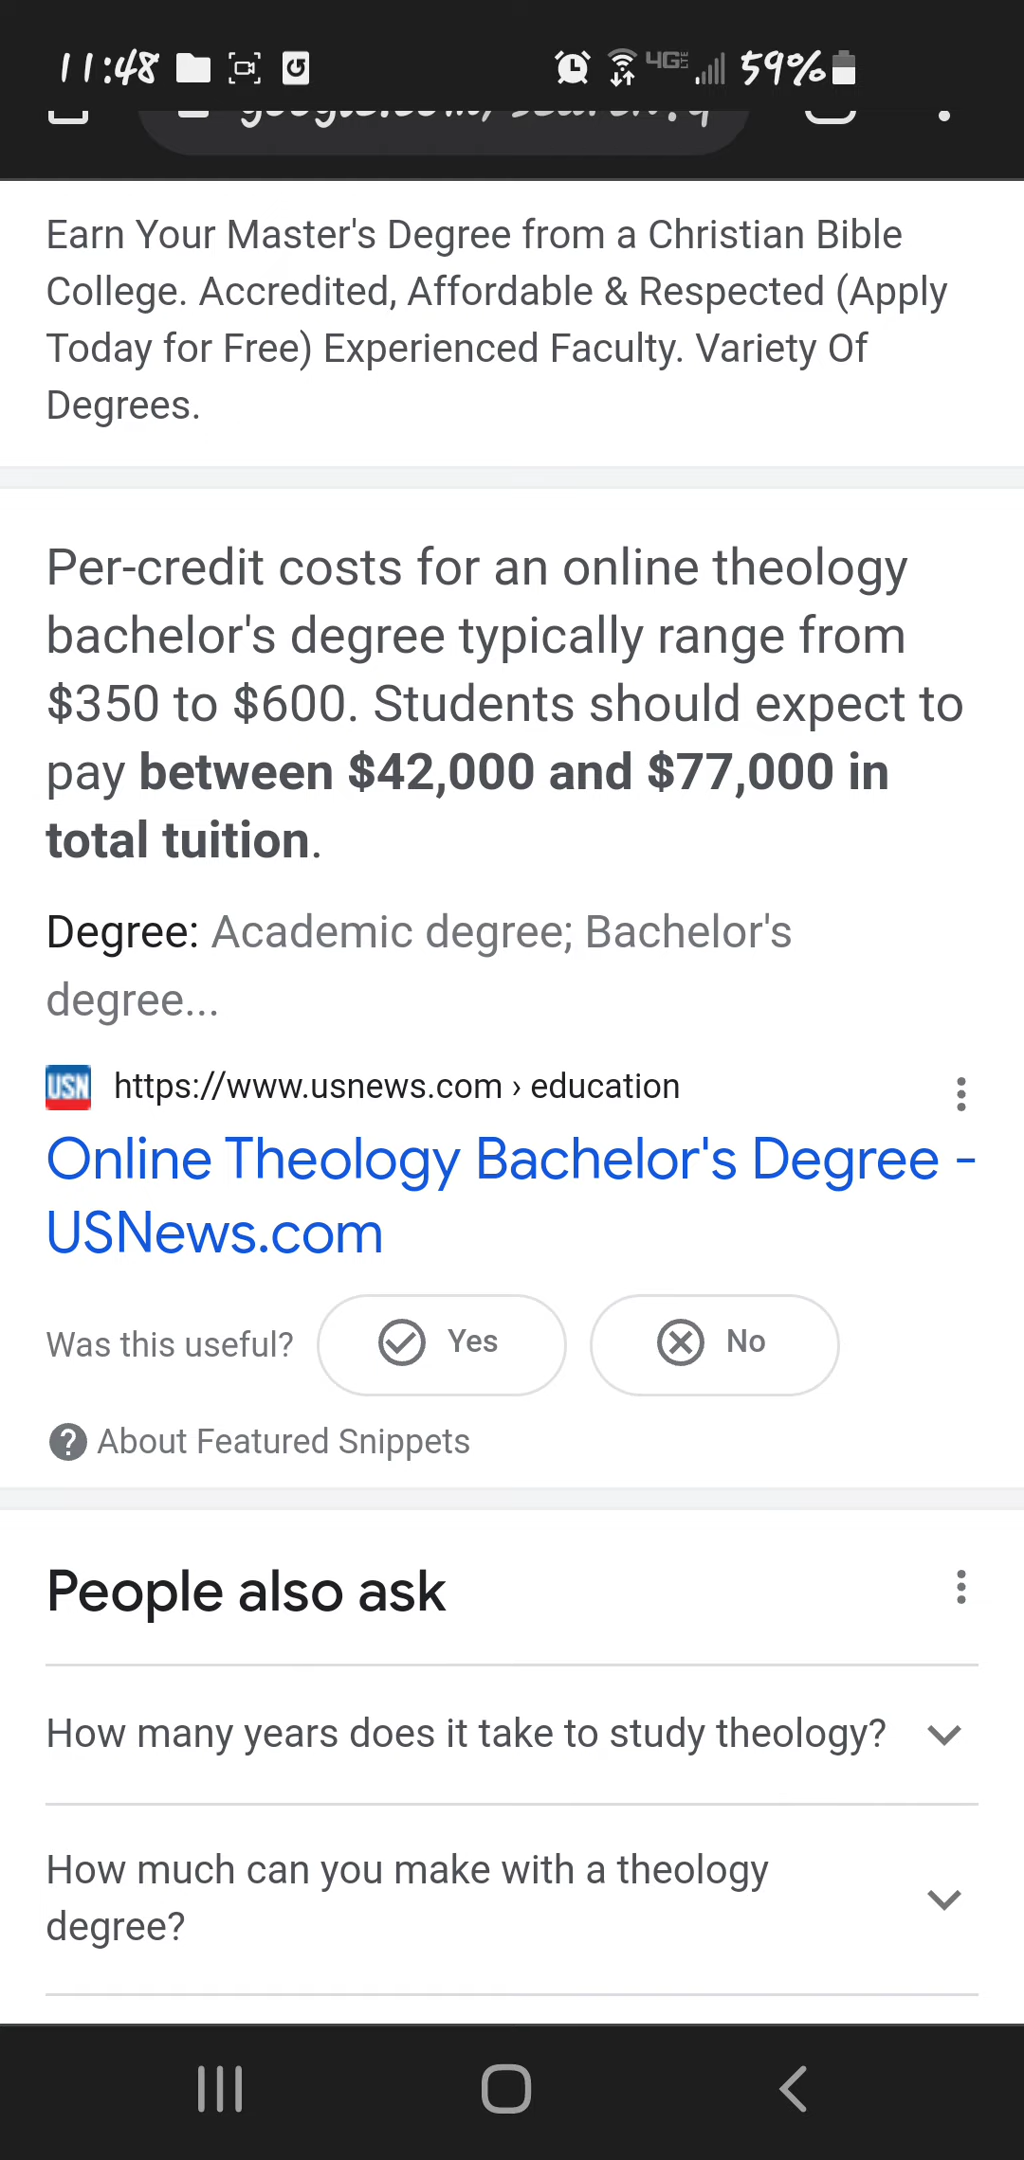 11:48 4G LTE 59%
Earn Your Master's Degree from a Christian Bible
College. Accredited, Affordable & Respected (Apply
Today for Free) Experienced Faculty. Variety Of
Degrees.
Per-credit costs for an online theology
bachelor's degree typically range from
$350 to $600. Students should expect to
pay between $42,000 and $77,000 in
total tuition.
Degree: Academic degree; Bachelor's
degree...
USN https://www.usnews.com › education
Online Theology Bachelor's Degree -
USNews.com
Was this useful? Yes No
? About Featured Snippets
People also ask
How many years does it take to study theology?
How much can you make with a theology
degree?